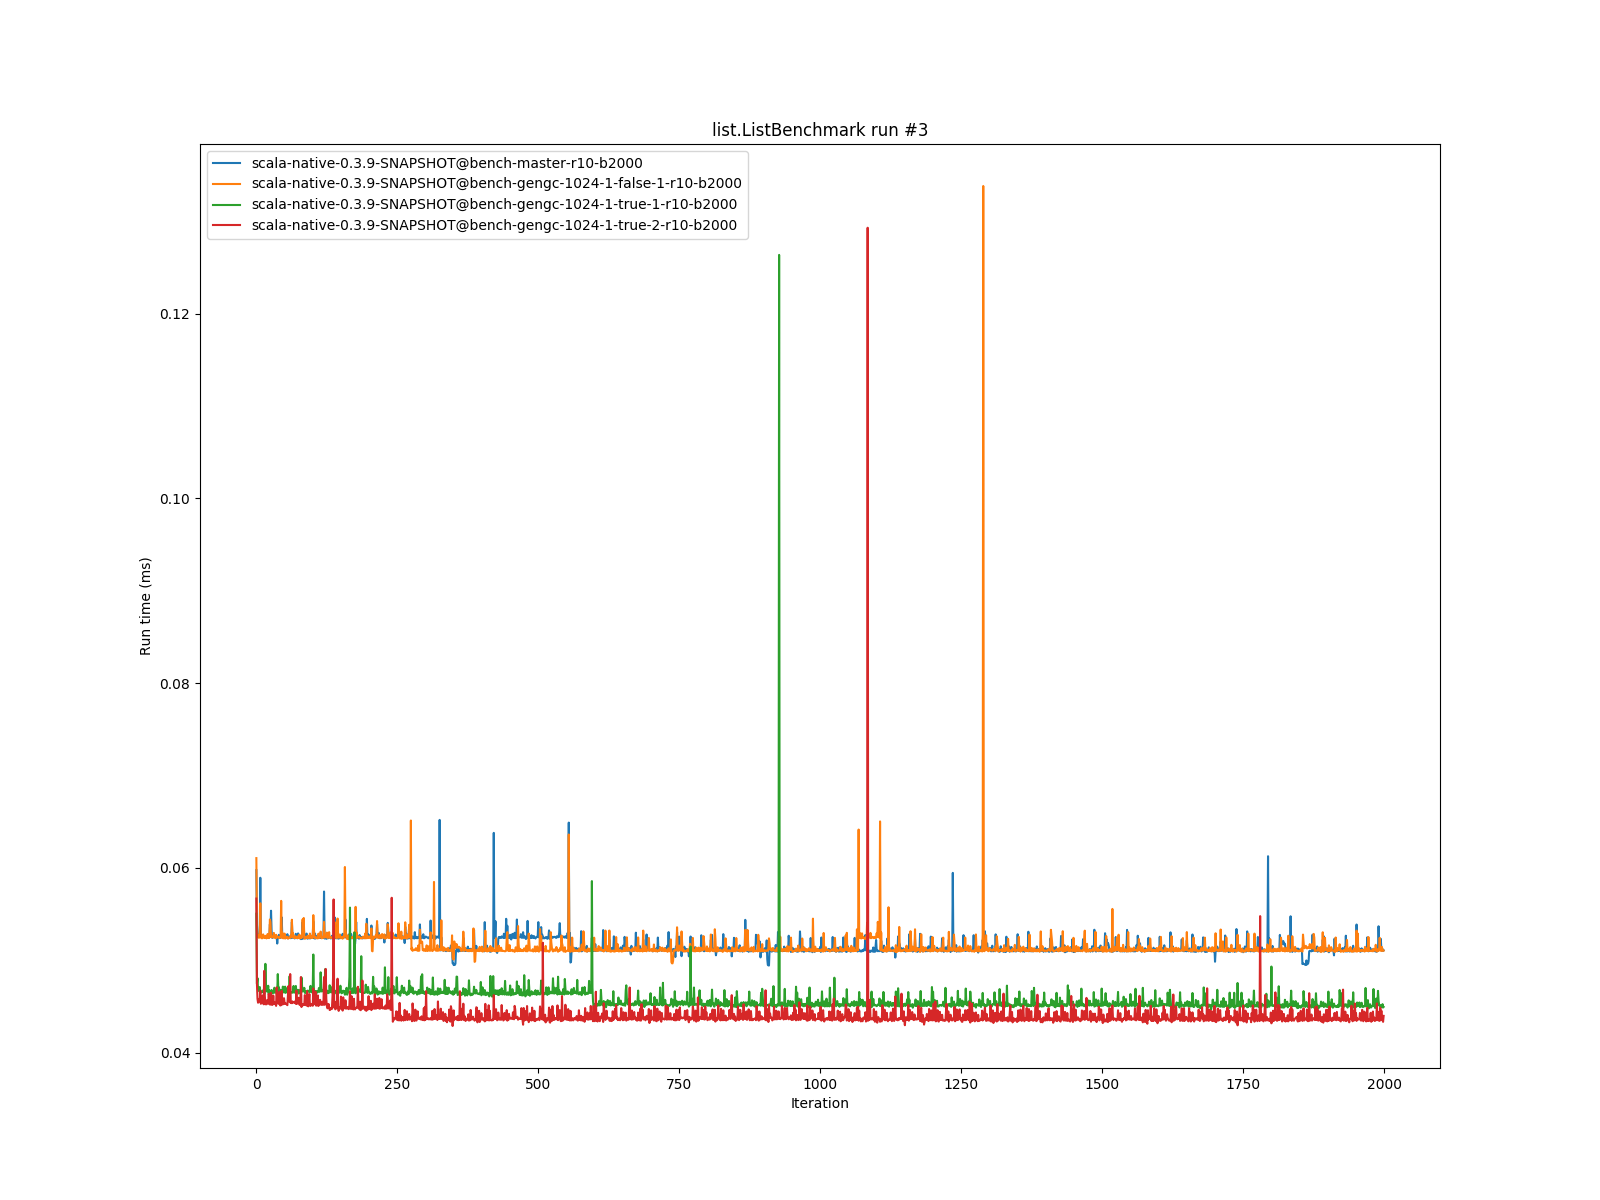 list.ListBenchmark run #3
scala-native-0.3.9-SNAPSHOT@bench-master-r10-b2000
scala-native-0.3.9-SNAPSHOT@bench-gengc-1024-1-false-1-r10-b2000
scala-native-0.3.9-SNAPSHOT@bench-gengc-1024-1-true-1-r10-b2000
scala-native-0.3.9-SNAPSHOT@bench-gengc-1024-1-true-2-r10-b2000
0.12
0.10
0.08
0.06
0.04
Run time (ms)
0 250 500 750 1000 1250 1500 1750 2000
Iteration